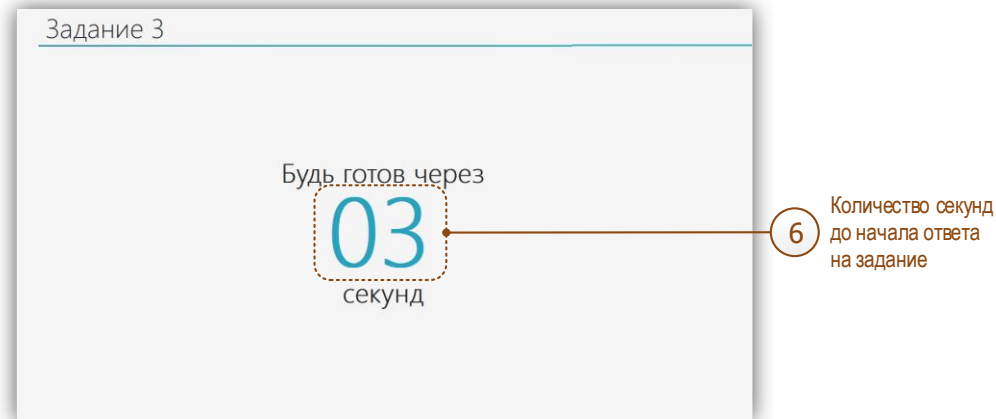 Задание 3
Будь готов через
03
секунд
6
Количество секунд
до начала ответа
на задание